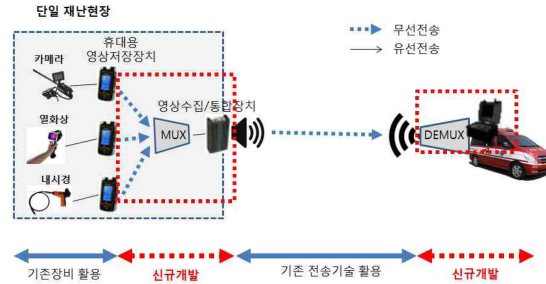 단일 재난현장
무선전송
유선전송
카메라
휴대용
영상저장장치
열화상
영상수집/통합장치
MUX
DEMUX
내시경
기존장비 활용
신규개발
기존 전송기술 활용
신규개발